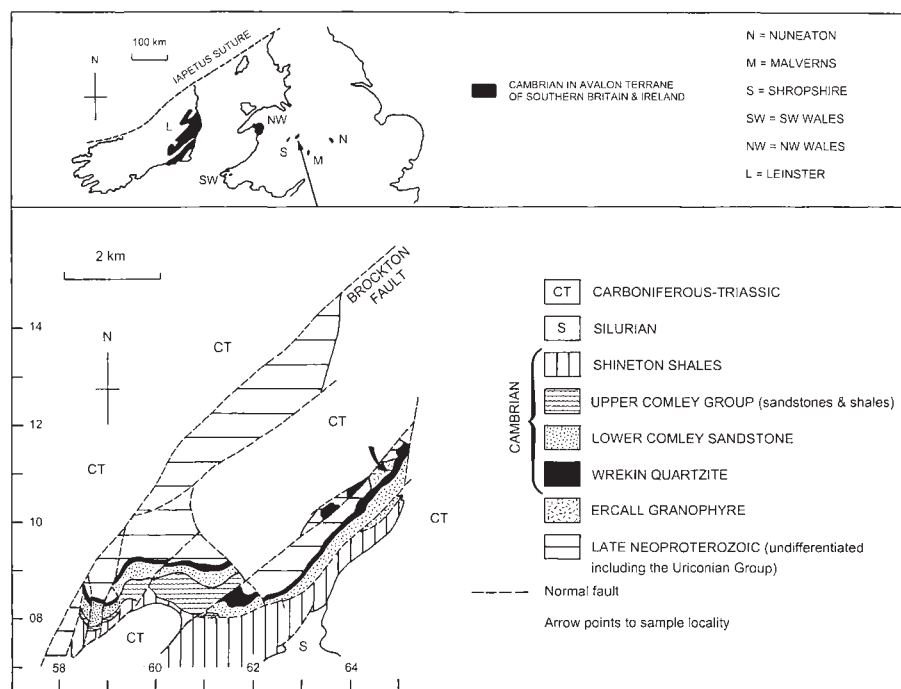 100 km
N
IAPETUS SUTURE
L
NW
S
M
N
SW
CAMBRIAN IN AVALON TERRANE
OF SOUTHERN BRITAIN & IRELAND
N = NUNEATON
M = MALVERNS
S = SHROPSHIRE
SW = SW WALES
NW = NW WALES
L = LEINSTER
2 km
BROCKTON
FAULT
14
N
CT
12
CT
CT
10
CT
08
CT
S
58
60
62
64
CT CARBONIFEROUS-TRIASSIC
S SILURIAN
CAMBRIAN
SHINETON SHALES
UPPER COMLEY GROUP (sandstones & shales)
LOWER COMLEY SANDSTONE
WREKIN QUARTZITE
ERCALL GRANOPHYRE
LATE NEOPROTEROZOIC (undifferentiated
including the Uriconian Group)
Normal fault
Arrow points to sample locality